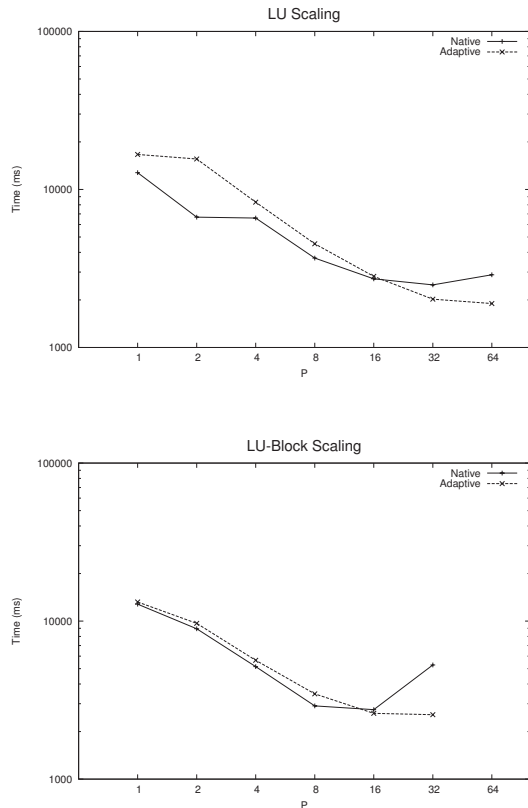 LU Scaling
100000
Native
Adaptive
Time (ms)
10000
1000
1 2 4 8 16 32 64
P
LU-Block Scaling
100000
Native
Adaptive
Time (ms)
10000
1000
1 2 4 8 16 32 64
P